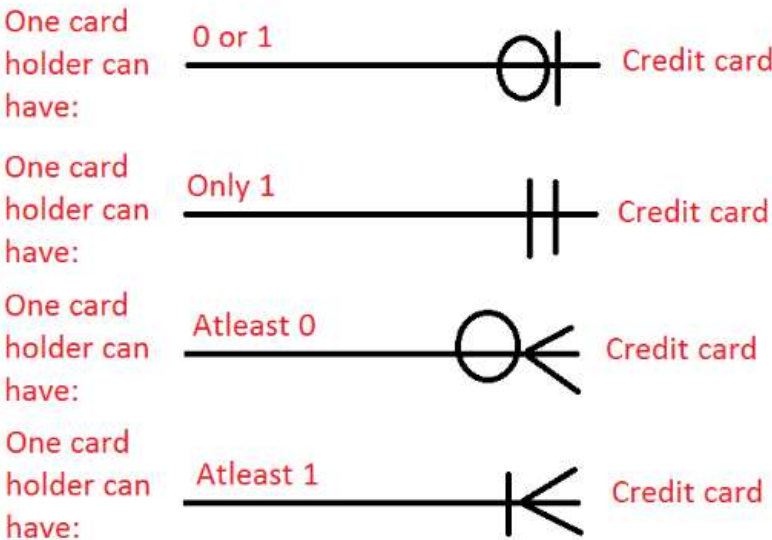 One card
holder can
have:
0 or 1
Credit card
One card
holder can
have:
Only 1
Credit card
One card
holder can
have:
Atleast 0
Credit card
One card
holder can
have:
Atleast 1
Credit card